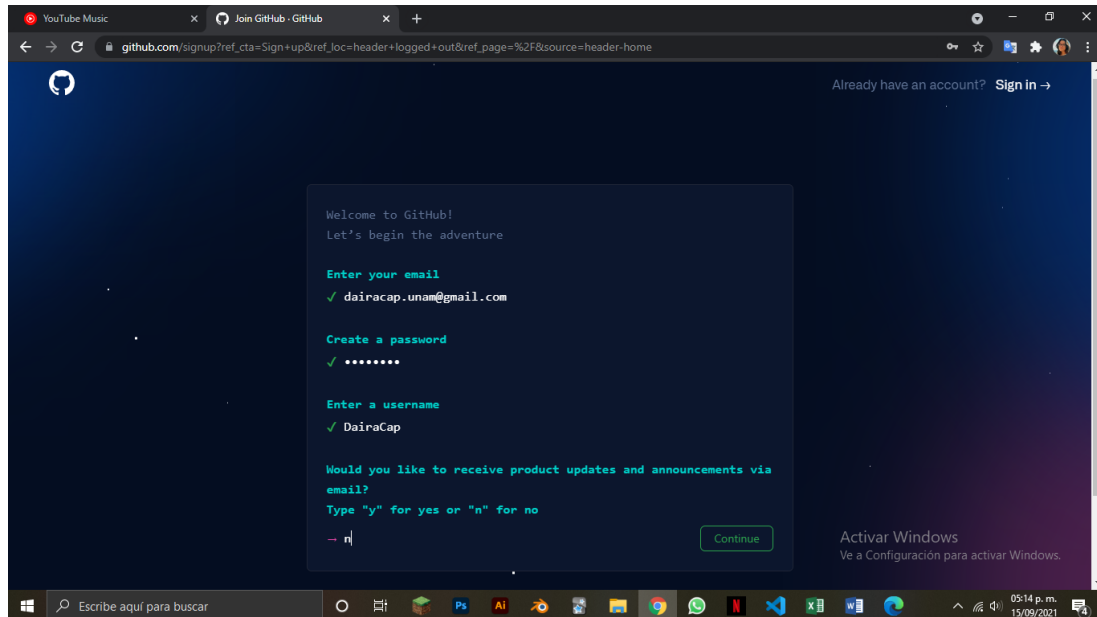 YouTube Music
Join GitHub · GitHub
github.com/signup?ref_cta=Sign+up&ref_loc=header+logged+out&ref_page=%2F&source=header-home
Already have an account? Sign in →
Welcome to GitHub!
Let's begin the adventure
Enter your email
✓ dairacap.unam@gmail.com
Create a password
✓ ••••••••
Enter a username
✓ DairaCap
Would you like to receive product updates and announcements via
email?
Type "y" for yes or "n" for no
→ n
Continue
Activar Windows
Ve a Configuración para activar Windows.
Escribe aquí para buscar
Ps
Ai
N
05:14 p. m.
15/09/2021
4